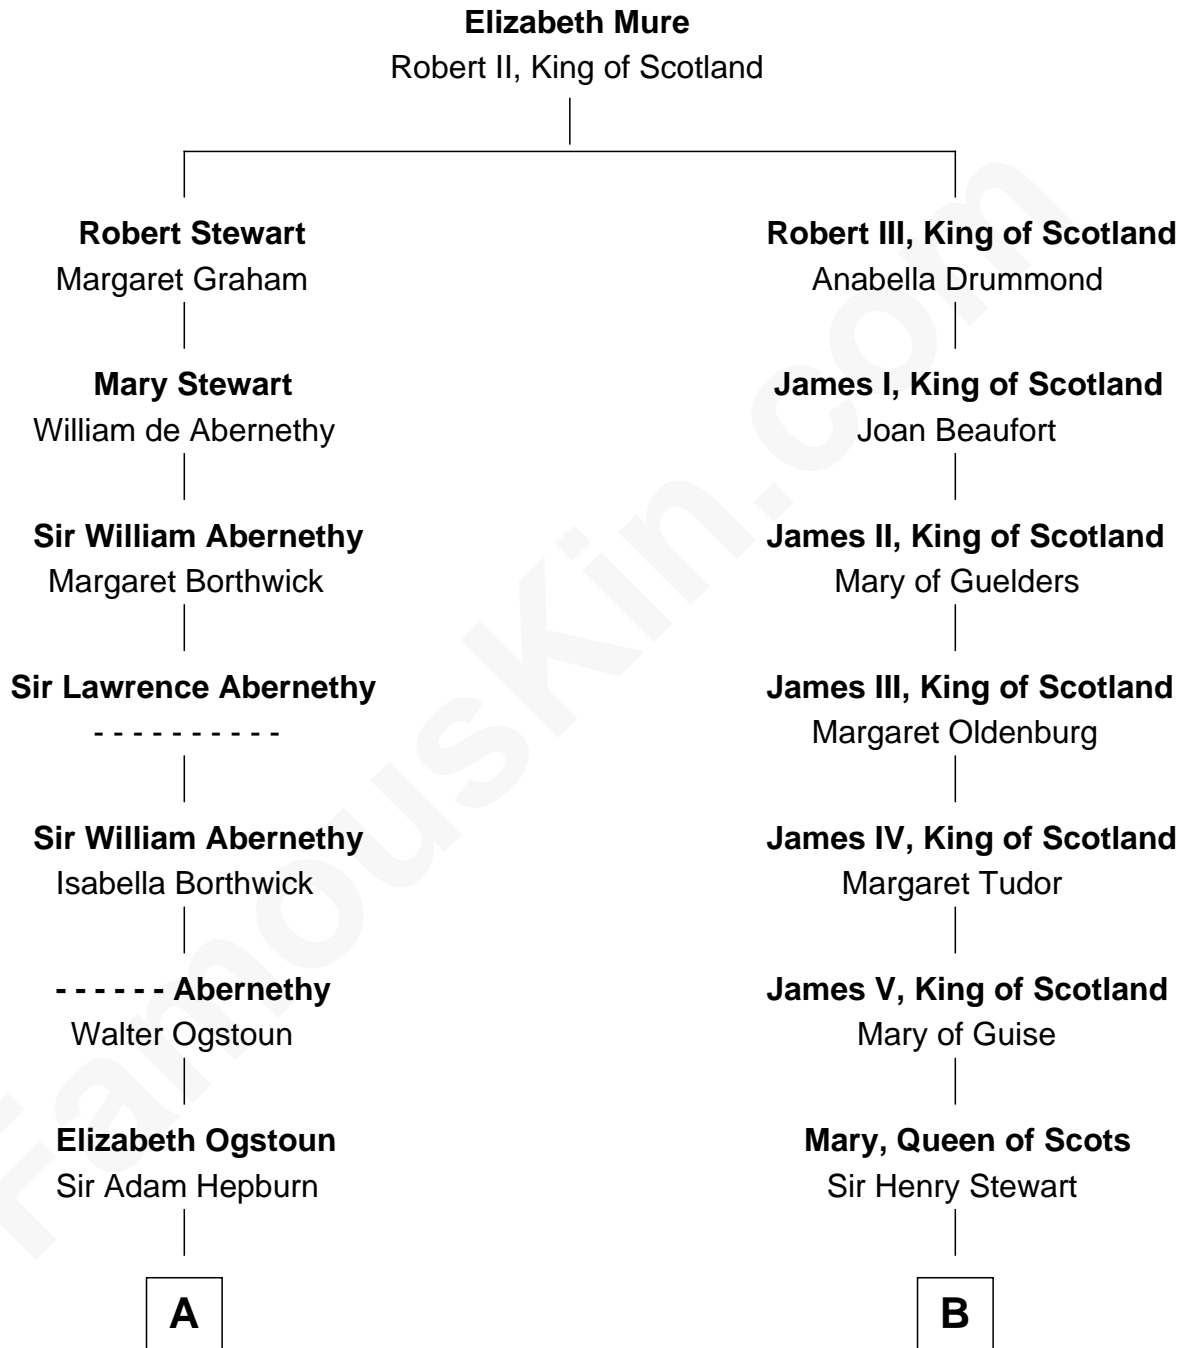 Elizabeth Mure
Robert II, King of Scotland
Robert Stewart
Margaret Graham
Mary Stewart
William de Abernethy
Sir William Abernethy
Margaret Borthwick
Sir Lawrence Abernethy
- - - - - - - - - -
Sir William Abernethy
Isabella Borthwick
- - - - - - Abernethy
Walter Ogstoun
Elizabeth Ogstoun
Sir Adam Hepburn
A
Robert III, King of Scotland
Anabella Drummond
James I, King of Scotland
Joan Beaufort
James II, King of Scotland
Mary of Guelders
James III, King of Scotland
Margaret Oldenburg
James IV, King of Scotland
Margaret Tudor
James V, King of Scotland
Mary of Guise
Mary, Queen of Scots
Sir Henry Stewart
B
FamousKin.com